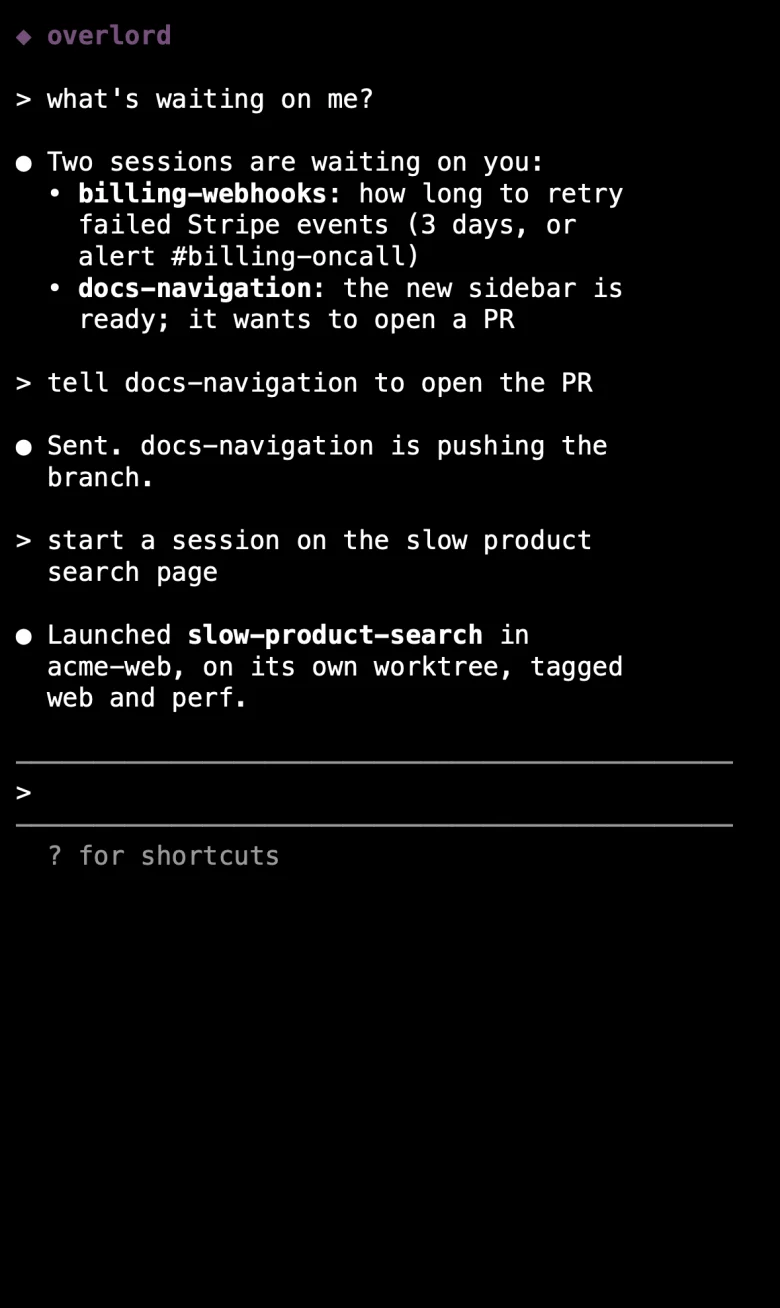 ◆ overlord
> what's waiting on me?
● Two sessions are waiting on you:
• billing-webhooks: how long to retry
failed Stripe events (3 days, or
alert #billing-oncall)
• docs-navigation: the new sidebar is
ready; it wants to open a PR
> tell docs-navigation to open the PR
● Sent. docs-navigation is pushing the
branch.
> start a session on the slow product
search page
● Launched slow-product-search in
acme-web, on its own worktree, tagged
web and perf.
>
? for shortcuts